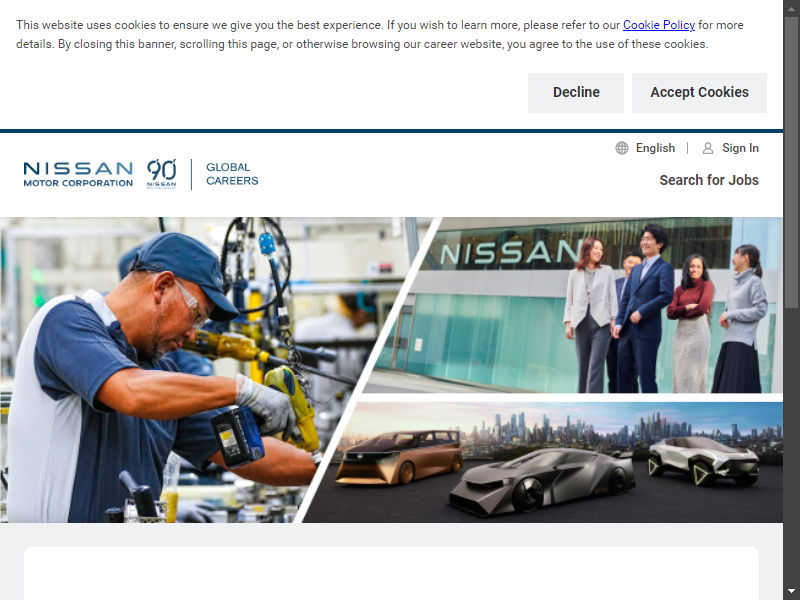 This website uses cookies to ensure we give you the best experience. If you wish to learn more, please refer to our Cookie Policy for more
details. By closing this banner, scrolling this page, or otherwise browsing our career website, you agree to the use of these cookies.
Decline
Accept Cookies
English
Sign In
NISSAN
MOTOR CORPORATION
90
NISSAN
GLOBAL
CAREERS
Search for Jobs
NISSAN